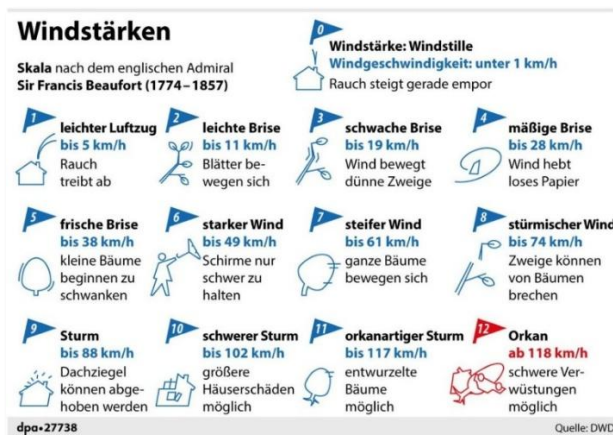 Windstärken
Skala nach dem englischen Admiral
Sir Francis Beaufort (1774–1857)
0
Windstärke: Windstille
Windgeschwindigkeit: unter 1 km/h
Rauch steigt gerade empor
1
leichter Luftzug
bis 5 km/h
Rauch
treibt ab
2
leichte Brise
bis 11 km/h
Blätter be-
wegen sich
3
schwache Brise
bis 19 km/h
Wind bewegt
dünne Zweige
4
mäßige Brise
bis 28 km/h
Wind hebt
loses Papier
5
frische Brise
bis 38 km/h
kleine Bäume
beginnen zu
schwanken
6
starker Wind
bis 49 km/h
Schirme nur
schwer zu
halten
7
steifer Wind
bis 61 km/h
ganze Bäume
bewegen sich
8
stürmischer Wind
bis 74 km/h
Zweige können
von Bäumen
brechen
9
Sturm
bis 88 km/h
Dachziegel
können abge-
hoben werden
10
schwerer Sturm
bis 102 km/h
größere
Häuserschäden
möglich
11
orkanartiger Sturm
bis 117 km/h
entwurzelte
Bäume
möglich
12
Orkan
ab 118 km/h
schwere Ver-
wüstungen
möglich
dpa•27738
Quelle: DWD